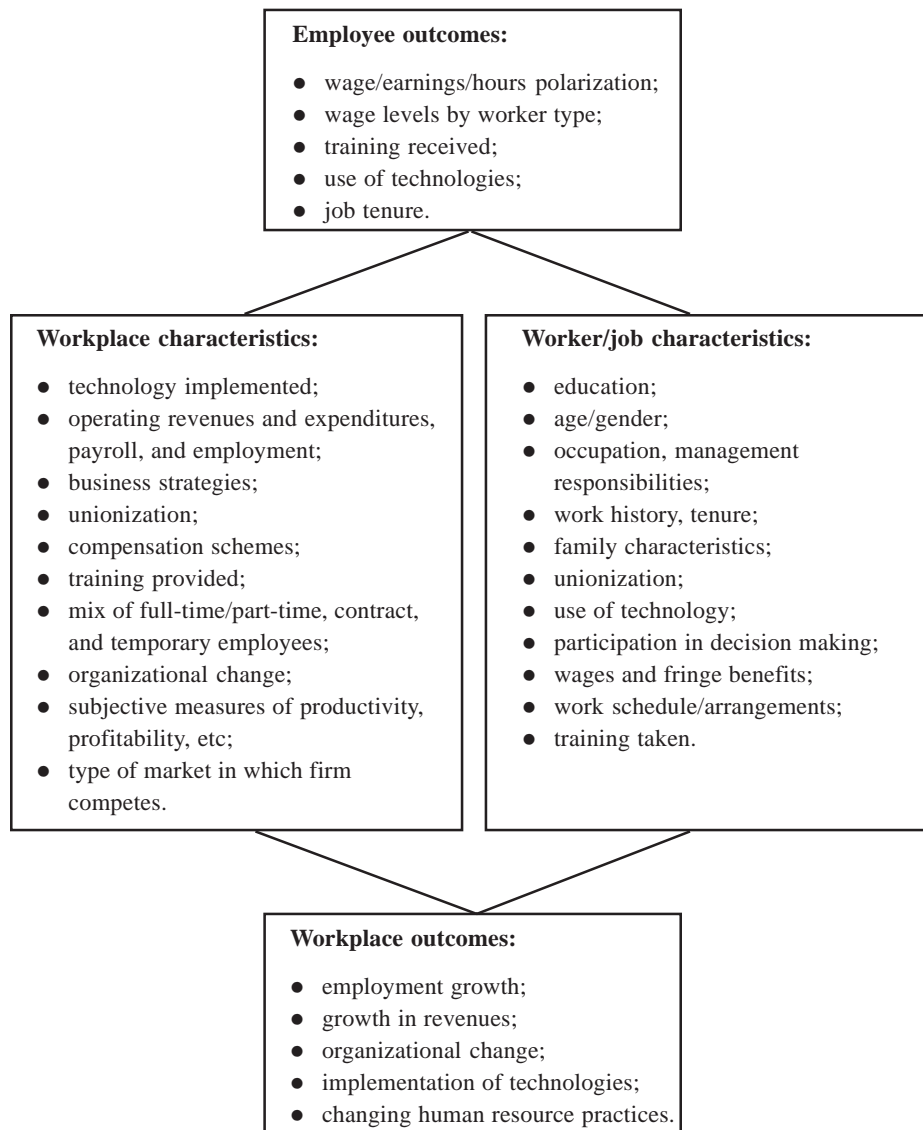 Employee outcomes:
● wage/earnings/hours polarization;
● wage levels by worker type;
● training received;
● use of technologies;
● job tenure.
Workplace characteristics:
● technology implemented;
● operating revenues and expenditures,
payroll, and employment;
● business strategies;
● unionization;
● compensation schemes;
● training provided;
● mix of full-time/part-time, contract,
and temporary employees;
● organizational change;
● subjective measures of productivity,
profitability, etc;
● type of market in which firm
competes.
Worker/job characteristics:
● education;
● age/gender;
● occupation, management
responsibilities;
● work history, tenure;
● family characteristics;
● unionization;
● use of technology;
● participation in decision making;
● wages and fringe benefits;
● work schedule/arrangements;
● training taken.
Workplace outcomes:
● employment growth;
● growth in revenues;
● organizational change;
● implementation of technologies;
● changing human resource practices.